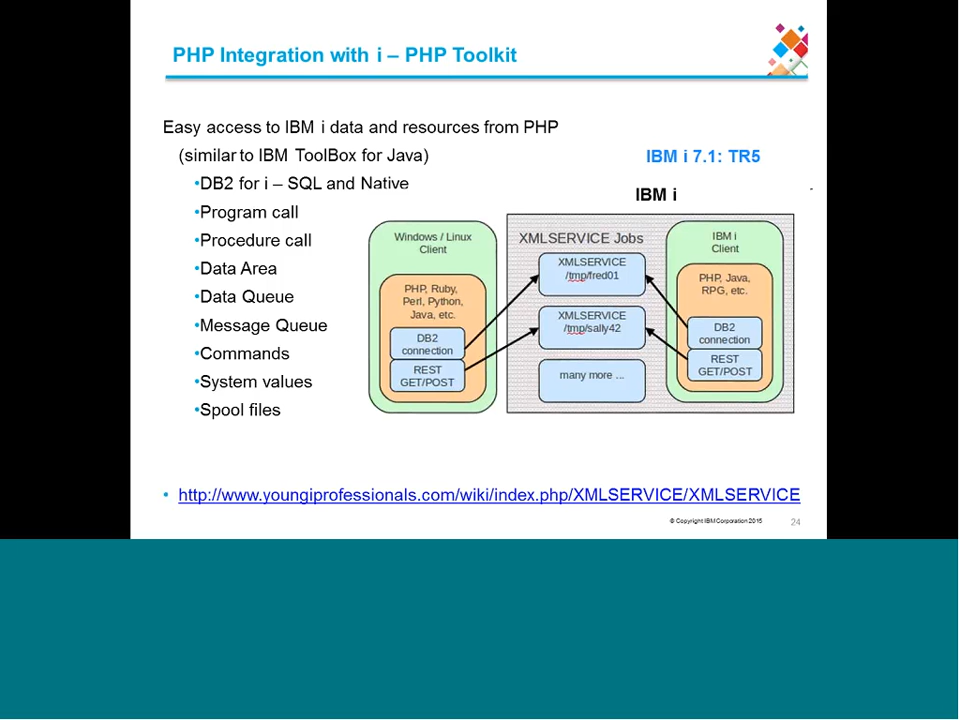 PHP Integration with i – PHP Toolkit
Easy access to IBM i data and resources from PHP
(similar to IBM ToolBox for Java)
•DB2 for i – SQL and Native
•Program call
•Procedure call
•Data Area
•Data Queue
•Message Queue
•Commands
•System values
•Spool files
IBM i 7.1: TR5
IBM i
Windows / Linux
Client
PHP, Ruby,
Perl, Python,
Java, etc.
DB2
connection
REST
GET/POST
XMLSERVICE Jobs
XMLSERVICE
/tmp/fred01
XMLSERVICE
/tmp/sally42
many more ...
IBM i
Client
PHP, Java,
RPG, etc.
DB2
connection
REST
GET/POST
• http://www.youngiprofessionals.com/wiki/index.php/XMLSERVICE/XMLSERVICE
© Copyright IBM Corporation 2015
24